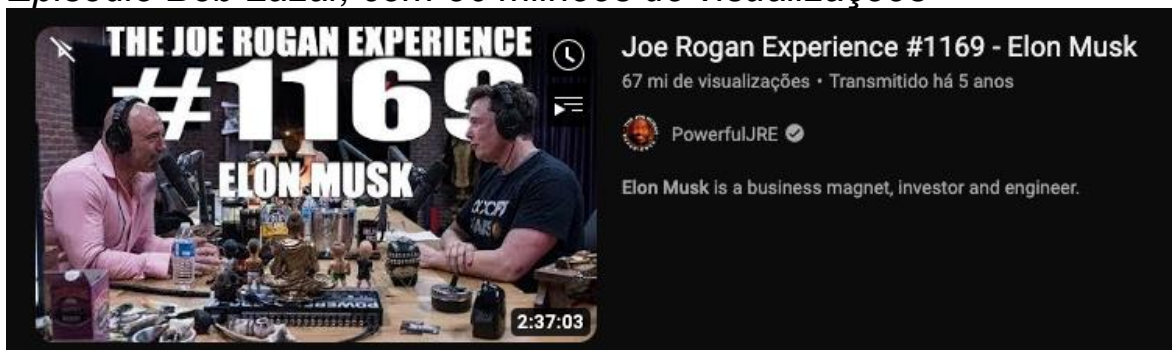 THE JOE ROGAN EXPERIENCE
#1169
ELON MUSK
2:37:03
Joe Rogan Experience #1169 - Elon Musk
67 mi de visualizações • Transmitido há 5 anos
PowerfulJRE
Elon Musk is a business magnet, investor and engineer.